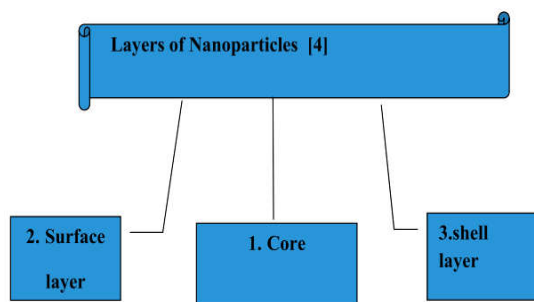 Layers of Nanoparticles [4]
2. Surface
layer
1. Core
3.shell
layer